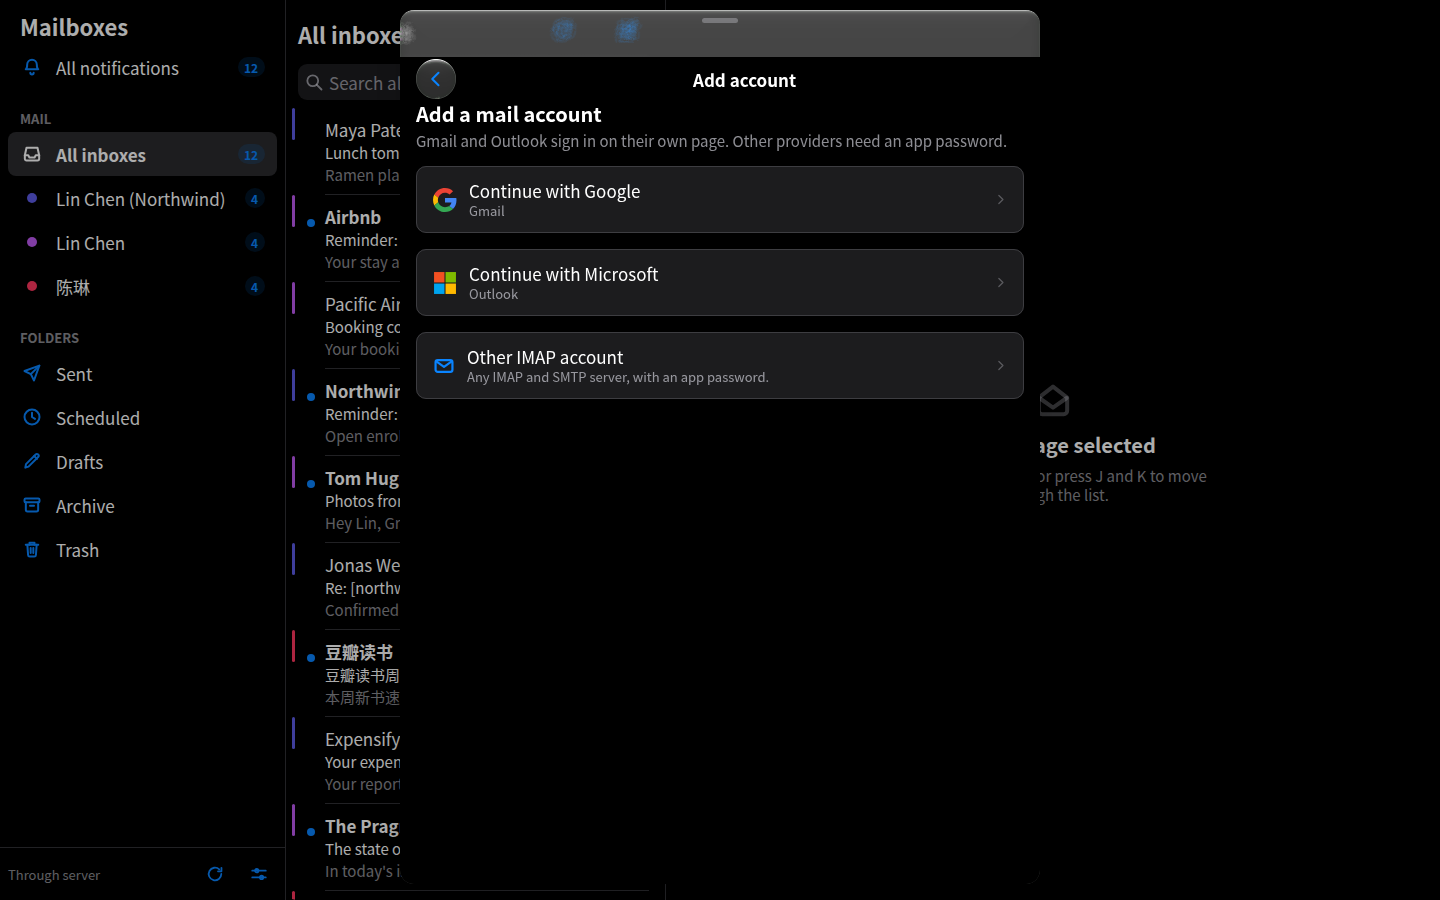 Mailboxes
All notifications
12
MAIL
All inboxes
12
Lin Chen (Northwind)
4
Lin Chen
4
陈琳
4
FOLDERS
Sent
Scheduled
Drafts
Archive
Trash
Through server
All inboxe
Search al
Maya Pate
Lunch tom
Ramen pla
Airbnb
Reminder:
Your stay a
Pacific Air
Booking co
Your booki
Northwin
Reminder:
Open enrol
Tom Hug
Photos fror
Hey Lin, Gr
Jonas We
Re: [northw
Confirmed
豆瓣读书
豆瓣读书周
本周新书速
Expensify
Your expen
Your report
The Prag
The state o
In today's i
Add account
Add a mail account
Gmail and Outlook sign in on their own page. Other providers need an app password.
Continue with Google
Gmail
Continue with Microsoft
Outlook
Other IMAP account
Any IMAP and SMTP server, with an app password.
age selected
or press J and K to move
gh the list.